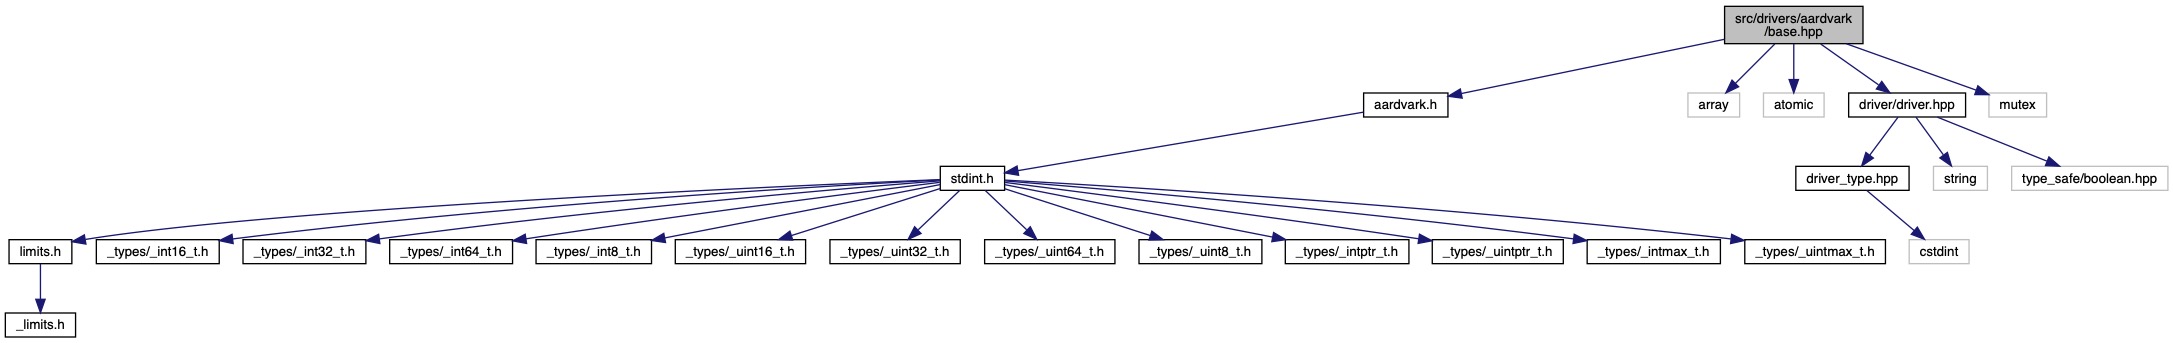 src/drivers/aardvark
/base.hpp
aardvark.h
array
atomic
driver/driver.hpp
mutex
stdint.h
driver_type.hpp
string
type_safe/boolean.hpp
limits.h
_types/_int16_t.h
_types/_int32_t.h
_types/_int64_t.h
_types/_int8_t.h
_types/_uint16_t.h
_types/_uint32_t.h
_types/_uint64_t.h
_types/_uint8_t.h
_types/_intptr_t.h
_types/_uintptr_t.h
_types/_intmax_t.h
_types/_uintmax_t.h
cstdint
_limits.h